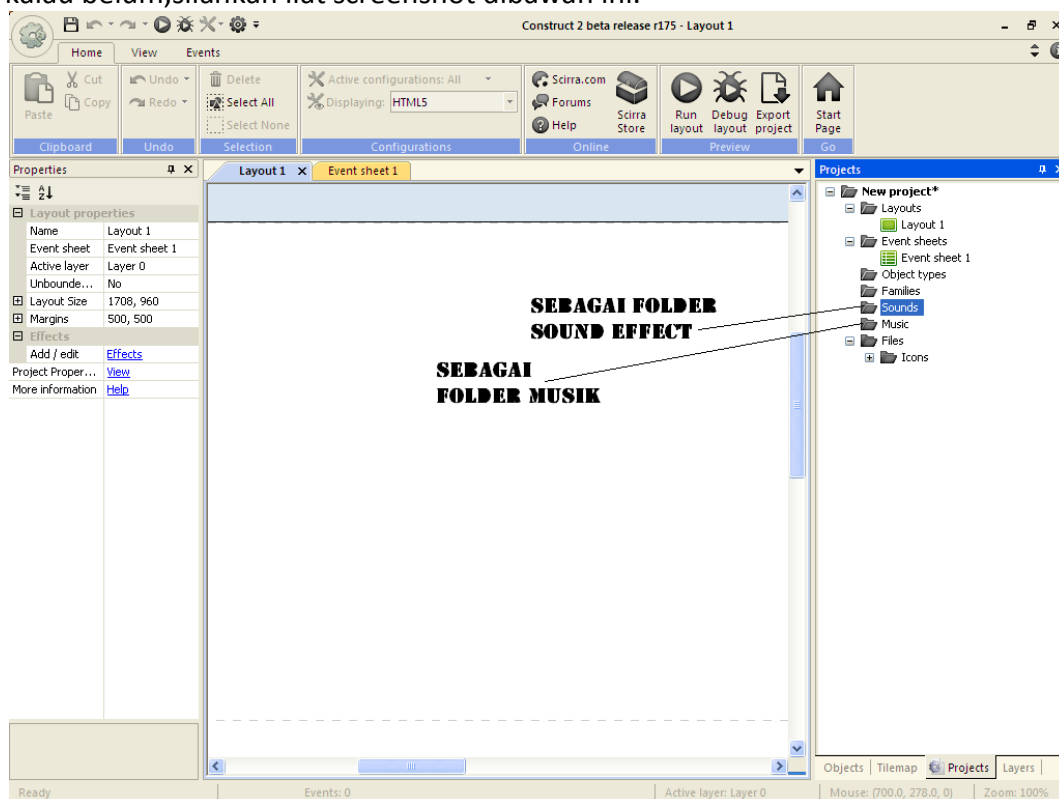 kalau belum,silahkan liat screenshot dibawah ini:
Construct 2 beta release r175 - Layout 1
Home View Events
Paste
Cut
Copy
Clipboard
Undo
Redo
Undo
Delete
Select All
Select None
Selection
Active configurations: All
Displaying: HTML5
Configurations
Scirra.com
Forums
Help
Scirra Store
Online
Run layout
Debug layout
Export project
Preview
Start Page
Go
Properties
Layout properties
Name Layout 1
Event sheet Event sheet 1
Active layer Layer 0
Unbounde... No
Layout Size 1708, 960
Margins 500, 500
Effects
Add / edit Effects
Project Proper... View
More information Help
Layout 1 Event sheet 1
SEBAGAI FOLDER
SOUND EFFECT
SEBAGAI
FOLDER MUSIK
Projects
New project*
Layouts
Layout 1
Event sheets
Event sheet 1
Object types
Families
Sounds
Music
Files
Icons
Objects Tilemap Projects Layers
Ready Events: 0 Active layer: Layer 0 Mouse: (700.0, 278.0, 0) Zoom: 100%